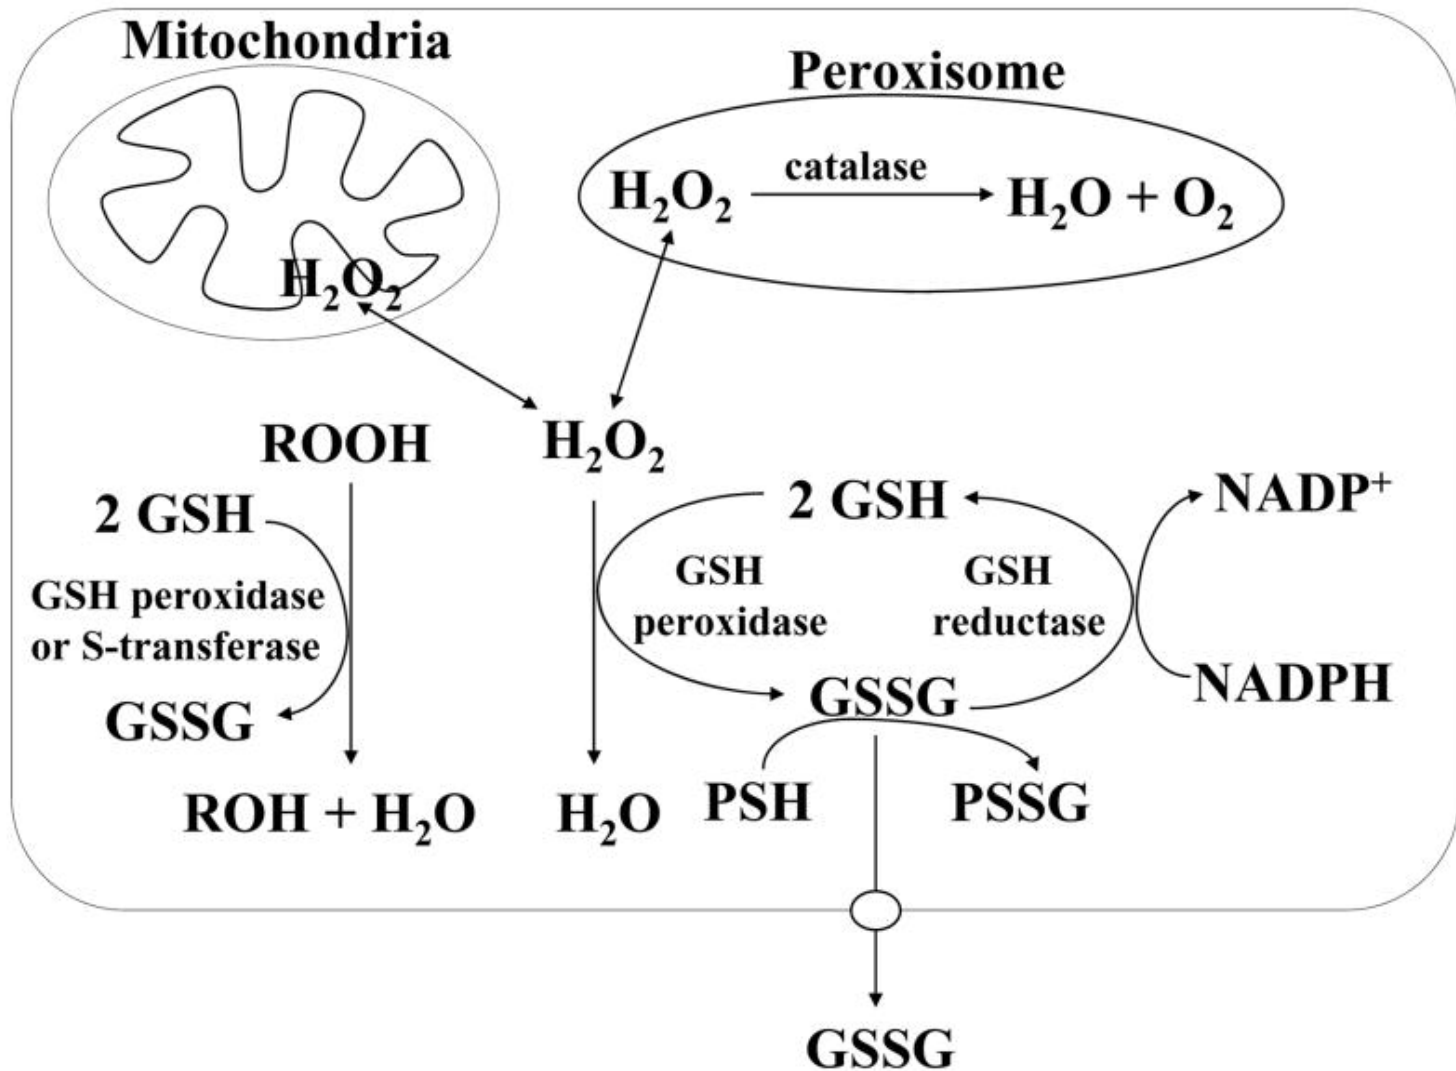 Mitochondria
Peroxisome
H₂O₂ catalase H₂O + O₂
H₂O₂
ROOH H₂O₂
2 GSH 2 GSH NADP⁺
GSH peroxidase
or S-transferase
GSH
peroxidase
GSH
reductase
GSSG GSSG NADPH
ROH + H₂O H₂O PSH PSSG
GSSG